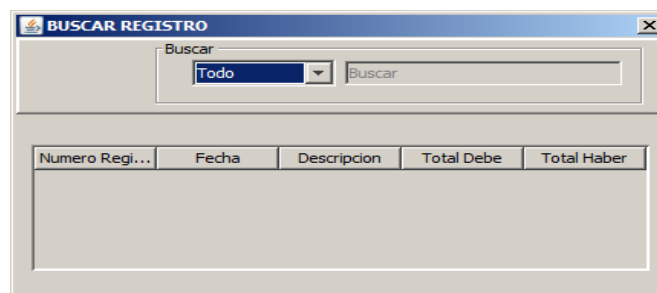 BUSCAR REGISTRO
Buscar
Todo Buscar
Numero Regi... Fecha Descripcion Total Debe Total Haber